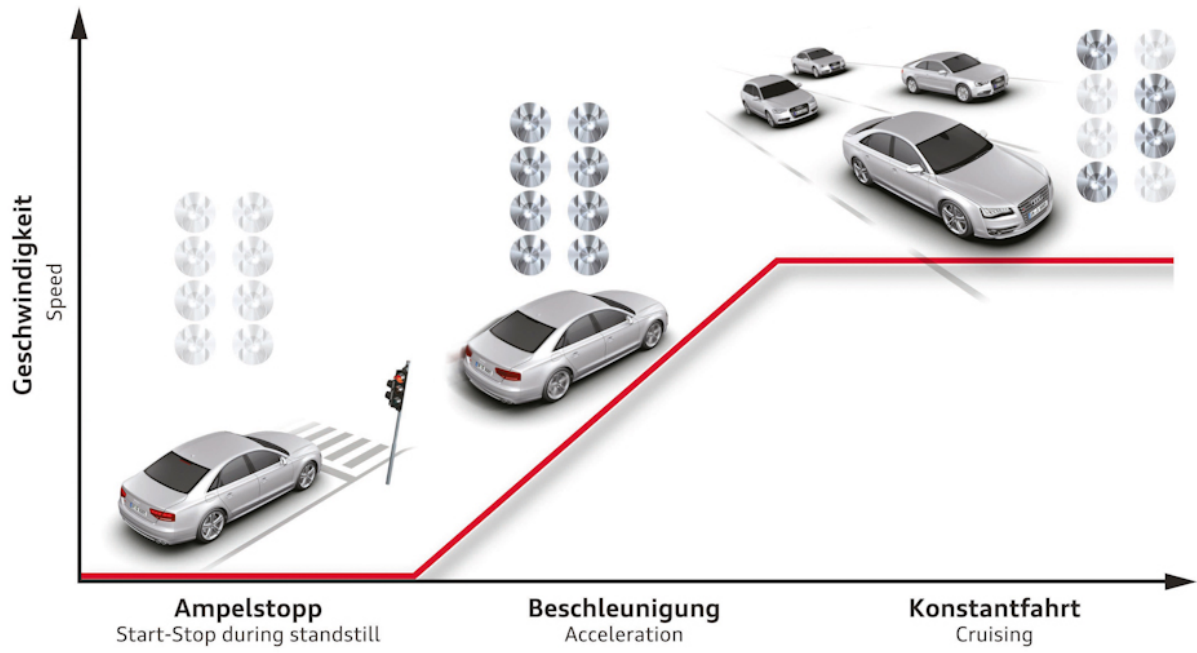 Geschwindigkeit
Speed
Ampelstopp
Start-Stop during standstill
Beschleunigung
Acceleration
Konstantfahrt
Cruising